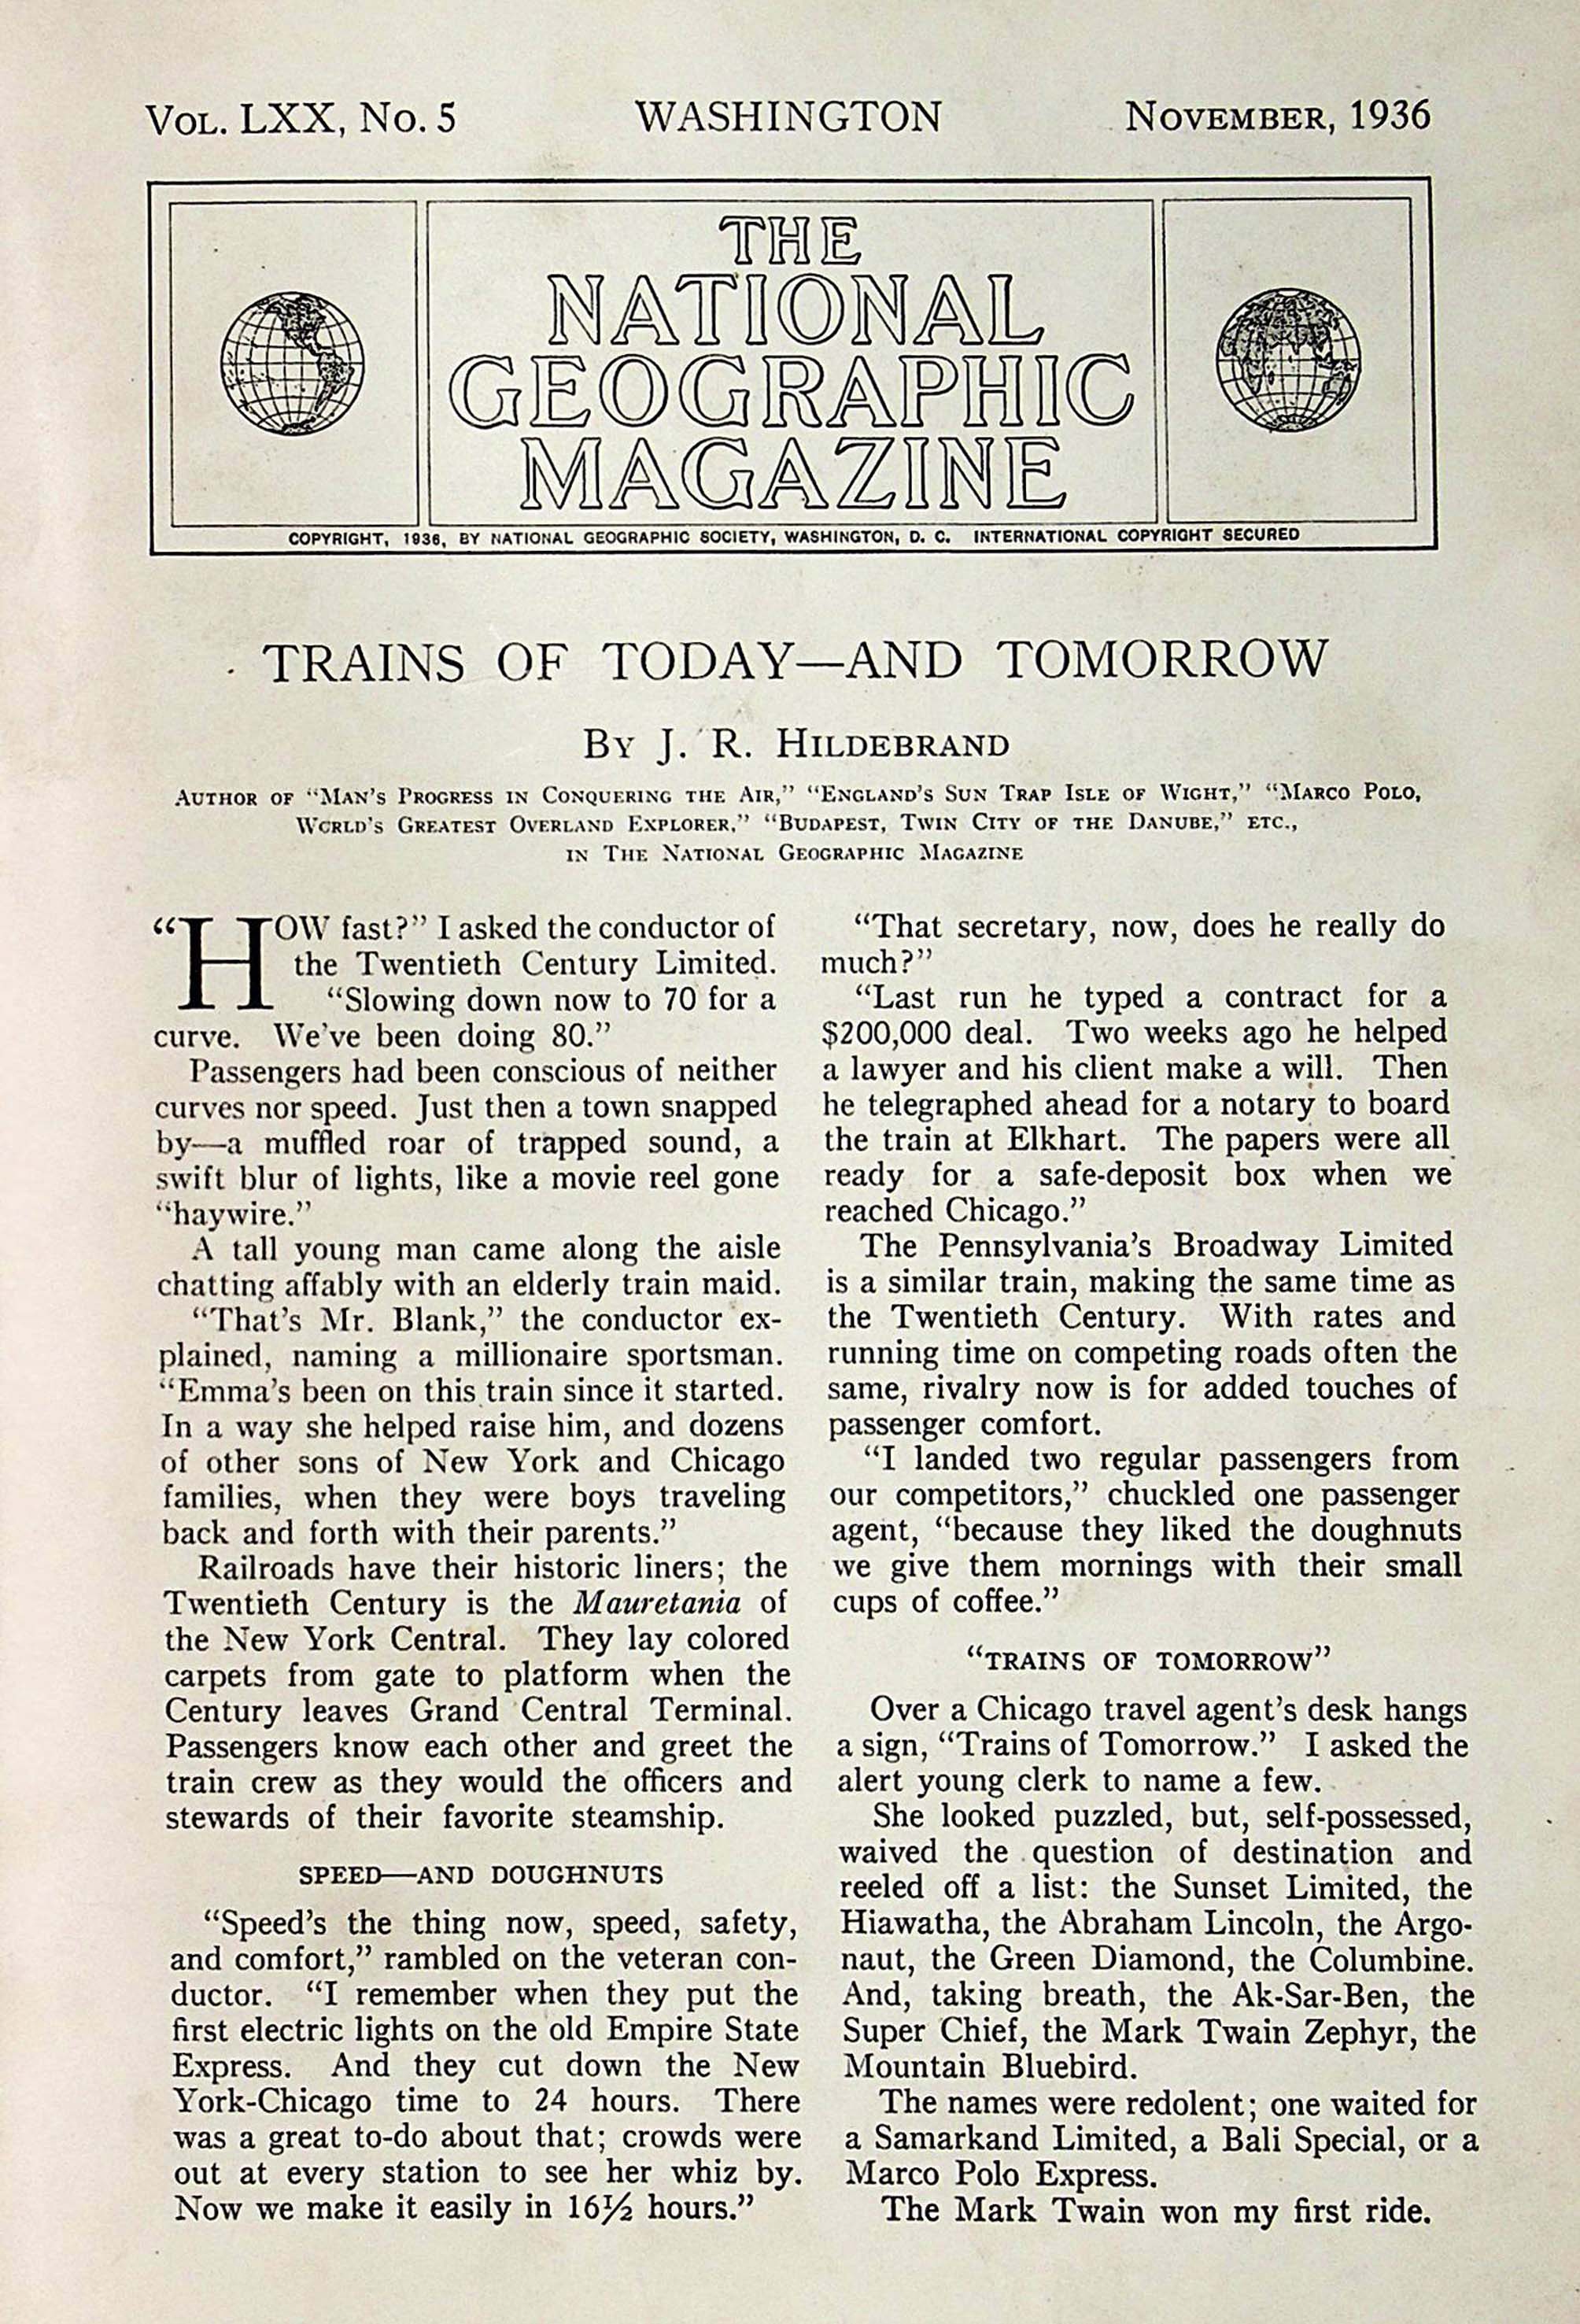 VOL. LXX, No. 5
WASHINGTON
NOVEMBER, 1936
THE
NATIONAL
GEOGRAPHIC
MAGAZINE
COPYRIGHT, 1936, BY NATIONAL GEOGRAPHIC SOCIETY, WASHINGTON, D. C. INTERNATIONAL COPYRIGHT SECURED
TRAINS OF TODAY—AND TOMORROW
BY J. R. HILDEBRAND
AUTHOR OF “MAN’S PROGRESS IN CONQUERING THE AIR,” “ENGLAND’S SUN TRAP ISLE OF WIGHT,” “MARCO POLO,
WORLD’S GREATEST OVERLAND EXPLORER,” “BUDAPEST, TWIN CITY OF THE DANUBE,” ETC.,
IN THE NATIONAL GEOGRAPHIC MAGAZINE
“HOW fast?” I asked the conductor of
the Twentieth Century Limited.
“Slowing down now to 70 for a
curve. We’ve been doing 80.”
Passengers had been conscious of neither
curves nor speed. Just then a town snapped
by—a muffled roar of trapped sound, a
swift blur of lights, like a movie reel gone
“haywire.”
A tall young man came along the aisle
chatting affably with an elderly train maid.
“That’s Mr. Blank,” the conductor ex-
plained, naming a millionaire sportsman.
“Emma’s been on this train since it started.
In a way she helped raise him, and dozens
of other sons of New York and Chicago
families, when they were boys traveling
back and forth with their parents.”
Railroads have their historic liners; the
Twentieth Century is the Mauretania of
the New York Central. They lay colored
carpets from gate to platform when the
Century leaves Grand Central Terminal.
Passengers know each other and greet the
train crew as they would the officers and
stewards of their favorite steamship.
SPEED—AND DOUGHNUTS
“Speed’s the thing now, speed, safety,
and comfort,” rambled on the veteran con-
ductor. “I remember when they put the
first electric lights on the old Empire State
Express. And they cut down the New
York-Chicago time to 24 hours. There
was a great to-do about that; crowds were
out at every station to see her whiz by.
Now we make it easily in 16½ hours.”
“That secretary, now, does he really do
much?”
“Last run he typed a contract for a
$200,000 deal. Two weeks ago he helped
a lawyer and his client make a will. Then
he telegraphed ahead for a notary to board
the train at Elkhart. The papers were all
ready for a safe-deposit box when we
reached Chicago.”
The Pennsylvania’s Broadway Limited
is a similar train, making the same time as
the Twentieth Century. With rates and
running time on competing roads often the
same, rivalry now is for added touches of
passenger comfort.
“I landed two regular passengers from
our competitors,” chuckled one passenger
agent, “because they liked the doughnuts
we give them mornings with their small
cups of coffee.”
“TRAINS OF TOMORROW”
Over a Chicago travel agent’s desk hangs
a sign, “Trains of Tomorrow.” I asked the
alert young clerk to name a few.
She looked puzzled, but, self-possessed,
waived the question of destination and
reeled off a list: the Sunset Limited, the
Hiawatha, the Abraham Lincoln, the Argo-
naut, the Green Diamond, the Columbine.
And, taking breath, the Ak-Sar-Ben, the
Super Chief, the Mark Twain Zephyr, the
Mountain Bluebird.
The names were redolent; one waited for
a Samarkand Limited, a Bali Special, or a
Marco Polo Express.
The Mark Twain won my first ride.